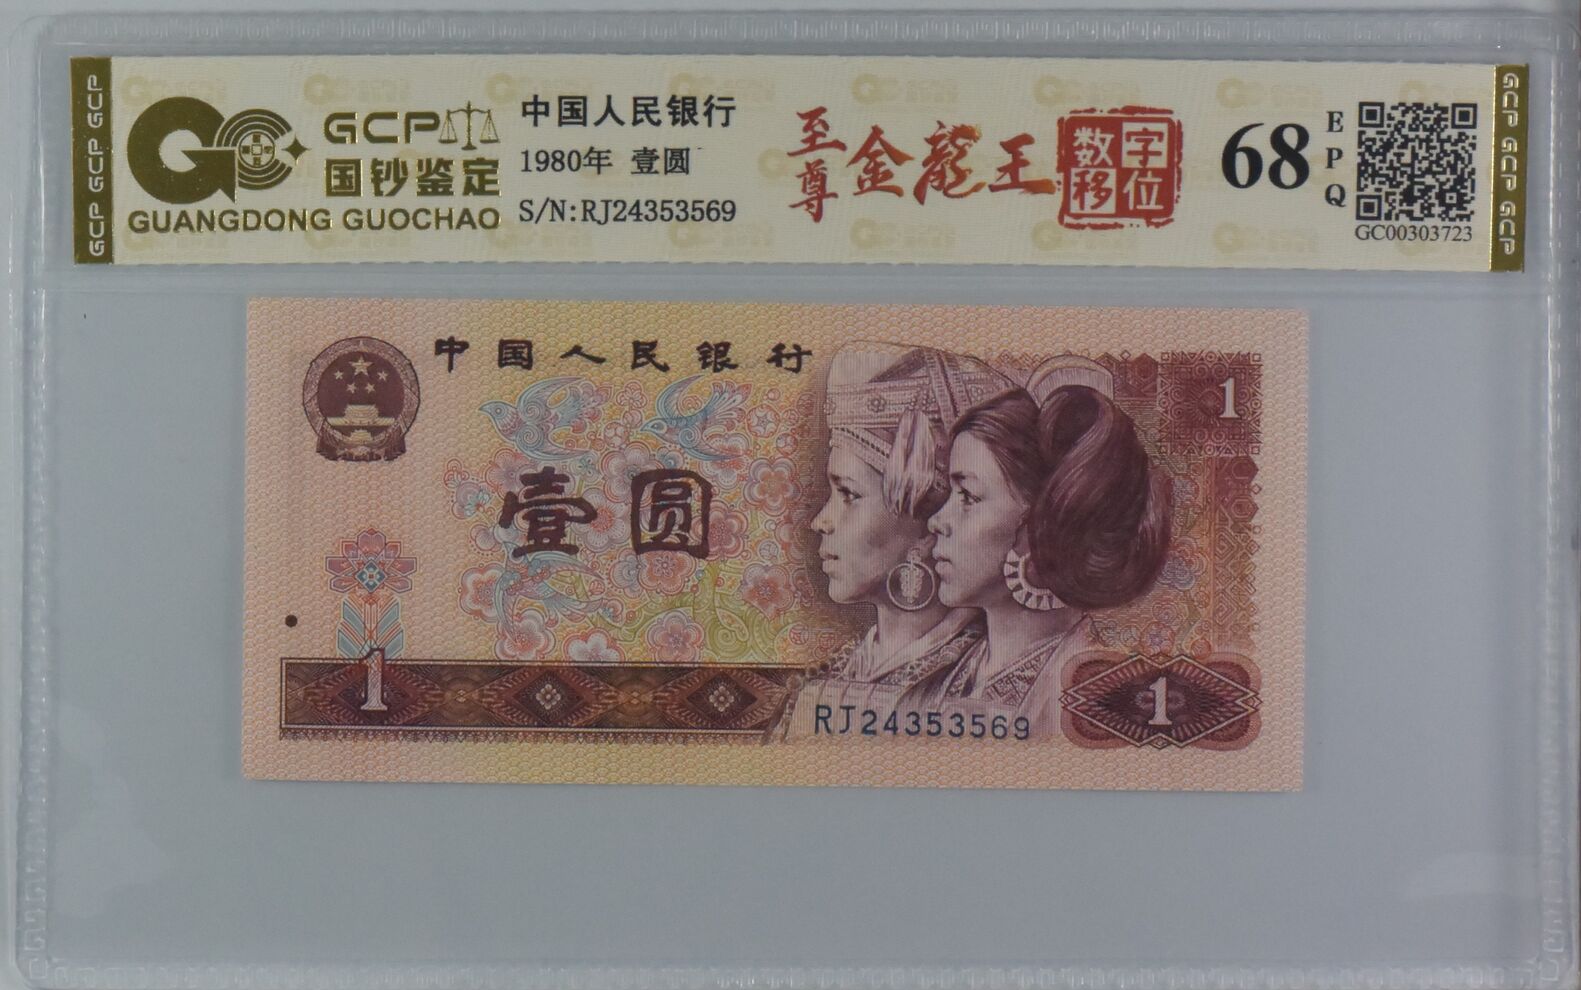 GCP GCP GCP
GCP
国钞鉴定
GUANGDONG GUOCHAO
中国人民银行
1980年 壹圆
S/N:RJ24353569
至尊
金龍王
数字
移位
68
EPQ
GC00303723
GCP GCP GCP
中国人民银行
1
壹圆
1
RJ24353569
1